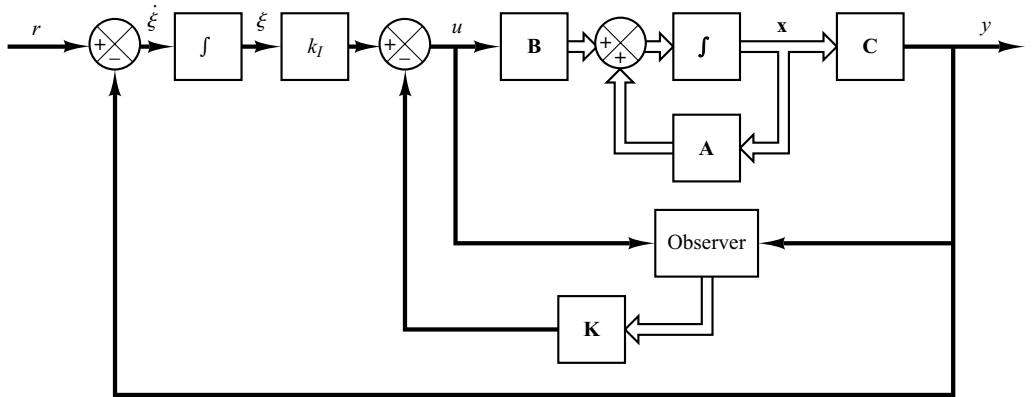 r
+
−
ξ̇
∫
ξ
k_I
+
−
u
B
+
+
∫
x
C
y
A
Observer
K